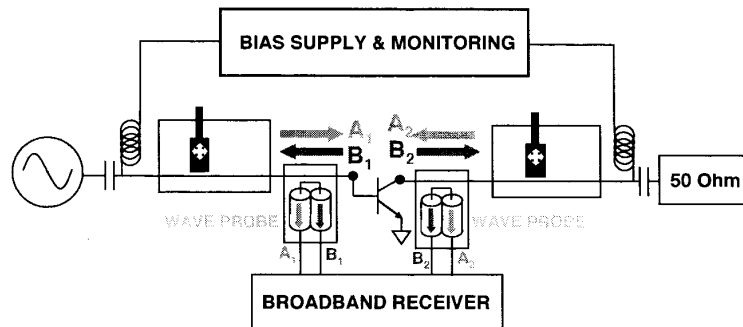 BIAS SUPPLY & MONITORING
A₁
A₂
B₁
B₂
50 Ohm
WAVE PROBE
WAVE PROBE
A₁
B₁
B₂
A₂
BROADBAND RECEIVER